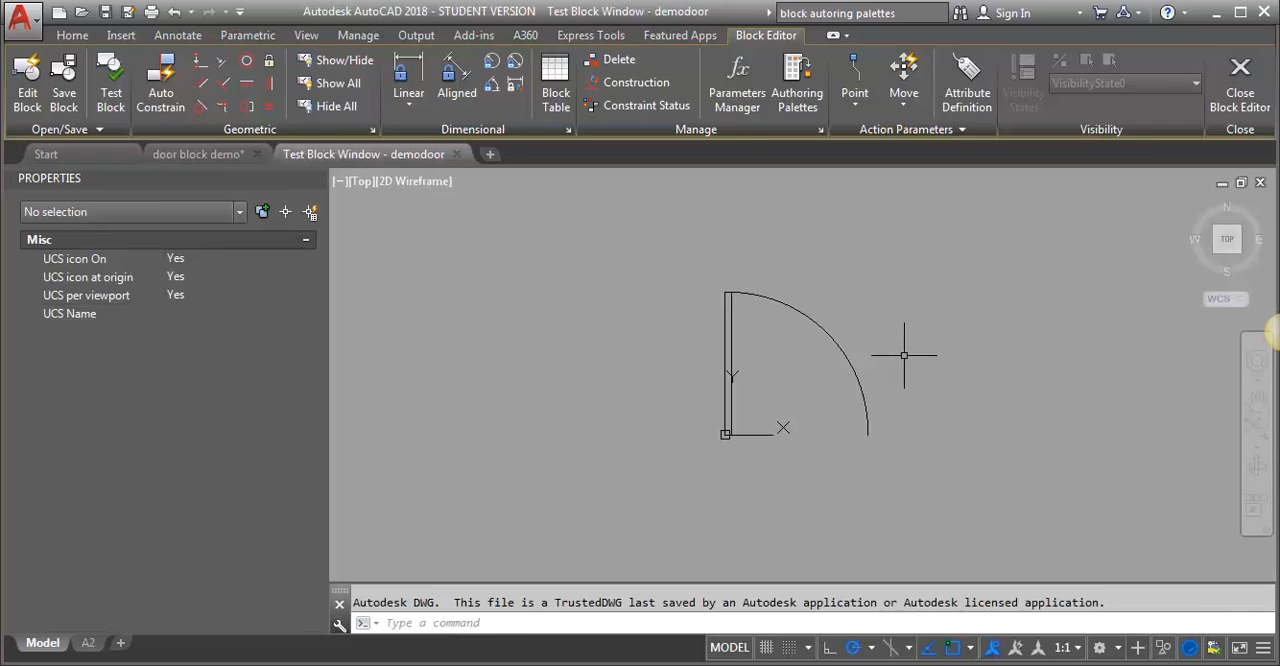 Autodesk AutoCAD 2018 - STUDENT VERSION Test Block Window - demodoor block autoring palettes Sign In
Home Insert Annotate Parametric View Manage Output Add-ins A360 Express Tools Featured Apps Block Editor
Edit Block
Save Block
Test Block
Auto Constrain
Show/Hide
Show All
Hide All
Linear
Aligned
Block Table
Delete
Construction
Constraint Status
fx
Parameters Manager
Authoring Palettes
Point
Move
Attribute Definition
Visibility States
VisibilityState0
Close Block Editor
Open/Save Geometric Dimensional Manage Action Parameters Visibility Close
Start door block demo* Test Block Window - demodoor
PROPERTIES
[−][Top][2D Wireframe]
No selection
Misc
UCS icon On Yes
UCS icon at origin Yes
UCS per viewport Yes
UCS Name
N
W TOP E
S
WCS
Y
X
Autodesk DWG. This file is a TrustedDWG last saved by an Autodesk application or Autodesk licensed application.
Type a command
Model A2 MODEL 1:1